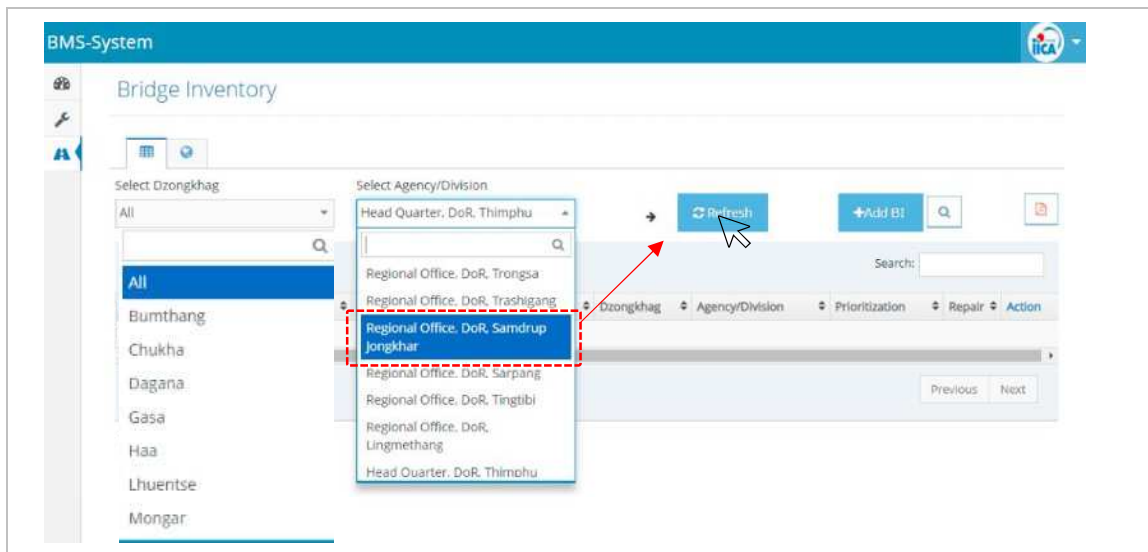 BMS-System
iiCA
Bridge Inventory
Select Dzongkhag
Select Agency/Division
All
Head Quarter, DoR, Thimphu
Refresh
+Add BI
Search:
All
Bumthang
Chukha
Dagana
Gasa
Haa
Lhuentse
Mongar
Regional Office, DoR, Trongsa
Regional Office, DoR, Trashigang
Regional Office, DoR, Samdrup
Jongkhar
Regional Office, DoR, Sarpang
Regional Office, DoR, Tingtibi
Regional Office, DoR,
Lingmethang
Head Quarter, DoR, Thimphu
Dzongkhag
Agency/Division
Prioritization
Repair
Action
Previous
Next